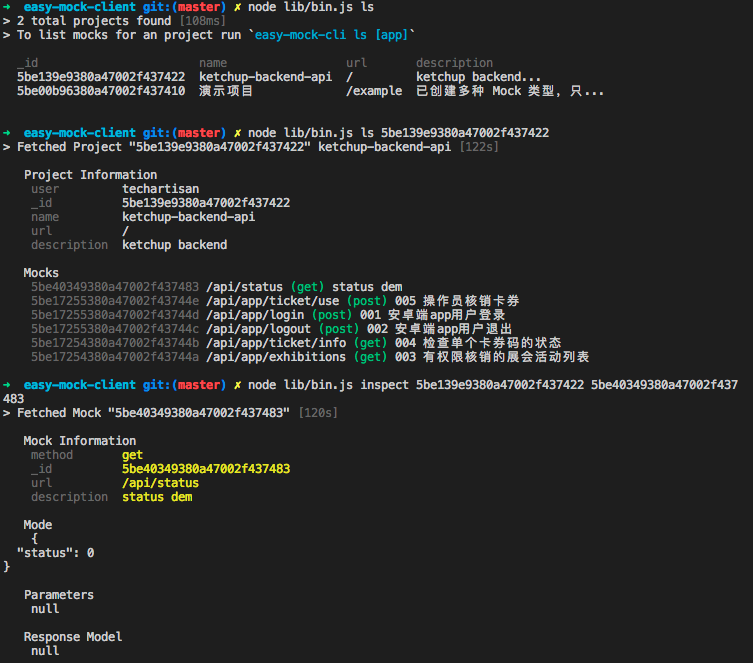 ➜ easy-mock-client git:(master) ✗ node lib/bin.js ls
> 2 total projects found [108ms]
> To list mocks for an project run `easy-mock-cli ls [app]`
_id name url description
5be139e9380a47002f437422 ketchup-backend-api / ketchup backend...
5be00b96380a47002f437410 演示项目 /example 已创建多种 Mock 类型，只...
➜ easy-mock-client git:(master) ✗ node lib/bin.js ls 5be139e9380a47002f437422
> Fetched Project "5be139e9380a47002f437422" ketchup-backend-api [122s]
Project Information
user techartisan
_id 5be139e9380a47002f437422
name ketchup-backend-api
url /
description ketchup backend
Mocks
5be40349380a47002f437483 /api/status (get) status dem
5be17255380a47002f43744e /api/app/ticket/use (post) 005 操作员核销卡券
5be17255380a47002f43744d /api/app/login (post) 001 安卓端app用户登录
5be17255380a47002f43744c /api/app/logout (post) 002 安卓端app用户退出
5be17254380a47002f43744b /api/app/ticket/info (get) 004 检查单个卡券码的状态
5be17254380a47002f43744a /api/app/exhibitions (get) 003 有权限核销的展会活动列表
➜ easy-mock-client git:(master) ✗ node lib/bin.js inspect 5be139e9380a47002f437422 5be40349380a47002f437
483
> Fetched Mock "5be40349380a47002f437483" [120s]
Mock Information
method get
_id 5be40349380a47002f437483
url /api/status
description status dem
Mode
{
"status": 0
}
Parameters
null
Response Model
null